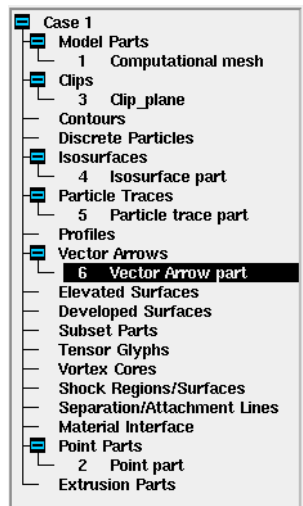 Case 1
Model Parts
1 Computational mesh
Clips
3 Clip_plane
Contours
Discrete Particles
Isosurfaces
4 Isosurface part
Particle Traces
5 Particle trace part
Profiles
Vector Arrows
6 Vector Arrow part
Elevated Surfaces
Developed Surfaces
Subset Parts
Tensor Glyphs
Vortex Cores
Shock Regions/Surfaces
Separation/Attachment Lines
Material Interface
Point Parts
2 Point part
Extrusion Parts